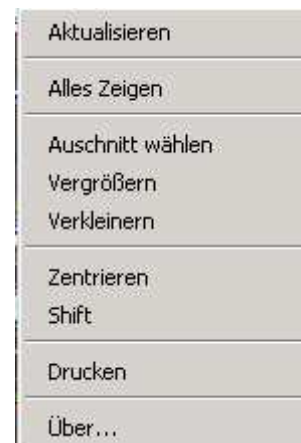 Aktualisieren
Alles Zeigen
Auschnitt wählen
Vergrößern
Verkleinern
Zentrieren
Shift
Drucken
Über...